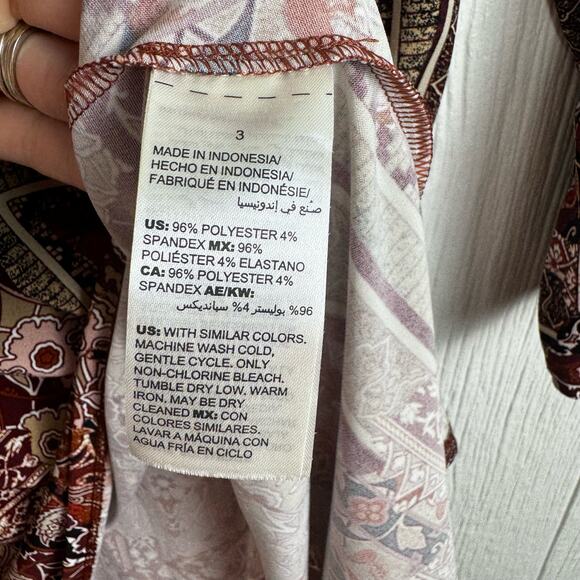 3
MADE IN INDONESIA/
HECHO EN INDONESIA/
FABRIQUÉ EN INDONÉSIE/
صنع في إندونيسيا
US: 96% POLYESTER 4%
SPANDEX MX: 96%
POLIÉSTER 4% ELASTANO
CA: 96% POLYESTER 4%
SPANDEX AE/KW:
96% بوليستر 4% سباندیکس
US: WITH SIMILAR COLORS.
MACHINE WASH COLD,
GENTLE CYCLE. ONLY
NON-CHLORINE BLEACH.
TUMBLE DRY LOW. WARM
IRON. MAY BE DRY
CLEANED MX: CON
COLORES SIMILARES.
LAVAR A MÁQUINA CON
AGUA FRÍA EN CICLO